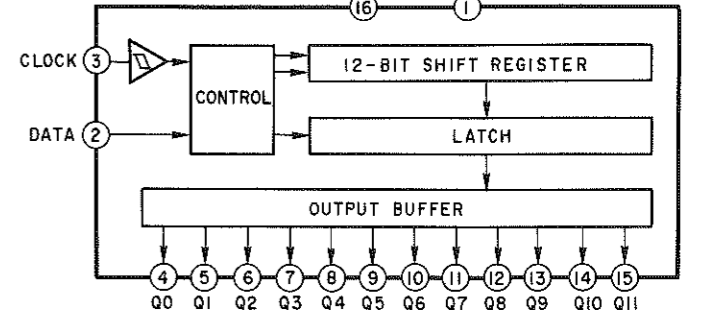 16 1
CLOCK 3
12-BIT SHIFT REGISTER
CONTROL
DATA 2
LATCH
OUTPUT BUFFER
4 5 6 7 8 9 10 11 12 13 14 15
Q0 Q1 Q2 Q3 Q4 Q5 Q6 Q7 Q8 Q9 Q10 Q11